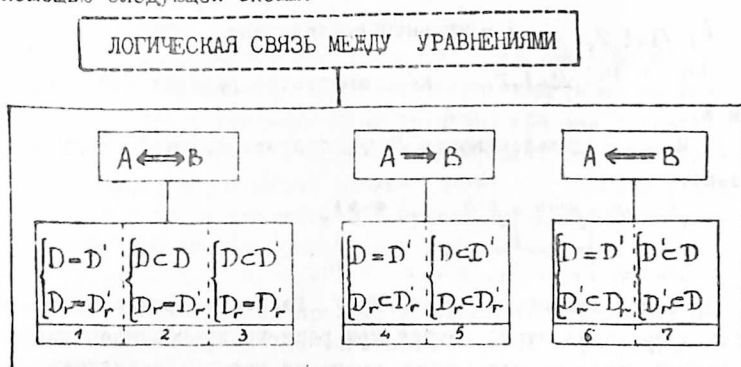 ЛОГИЧЕСКАЯ СВЯЗЬ МЕЖДУ УРАВНЕНИЯМИ
A ⟺ B
A ⟹ B
A ⟸ B
D = D' D ⊂ D D ⊂ D' D = D' D ⊂ D' D = D' D' ⊂ D
D_r = D'_r D_r = D'_r D_r = D'_r D_r ⊂ D'_r D_r ⊂ D'_r D'_r ⊂ D_r D'_r ⊂ D
1 2 3 4 5 6 7